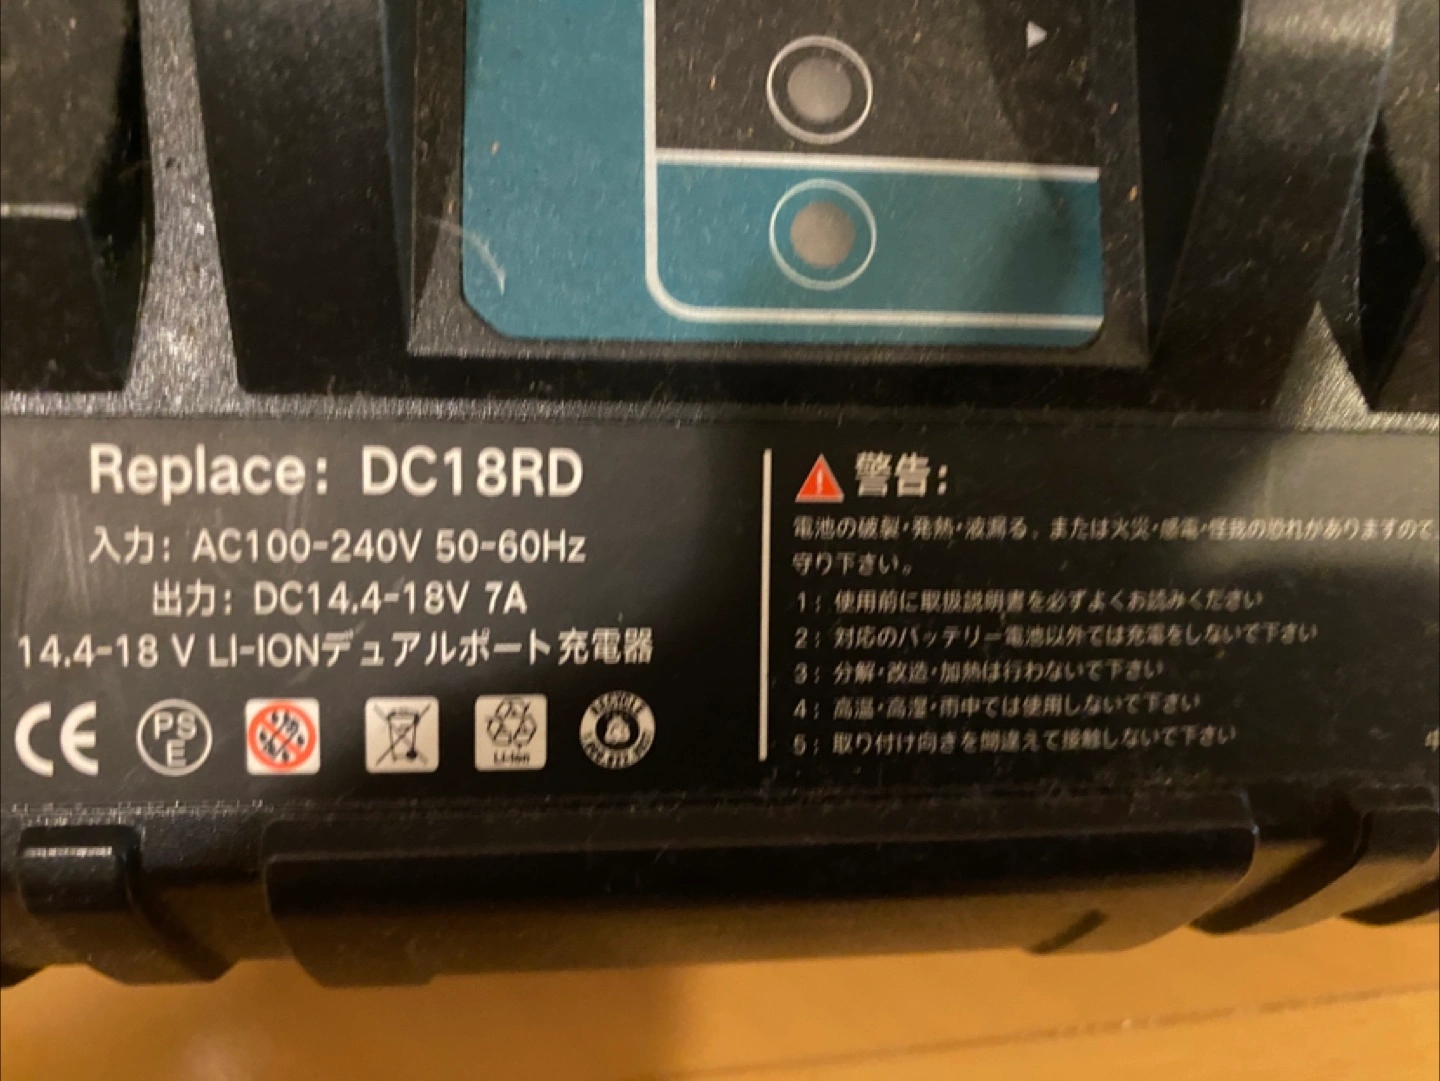 Replace: DC18RD
入力: AC100-240V 50-60Hz
出力: DC14.4-18V 7A
14.4-18 V LI-IONデュアルポート充電器
CE
PS
E
Li-ion
RECYCLE
警告:
電池の破裂・発熱・液漏る、または火災・感電・怪我の恐れがありますので
守り下さい。
1: 使用前に取扱説明書を必ずよくお読みください
2: 対応のバッテリー電池以外では充電をしないで下さい
3: 分解・改造・加熱は行わないで下さい
4: 高温・高湿・雨中では使用しないで下さい
5: 取り付け向きを間違えて接触しないで下さい